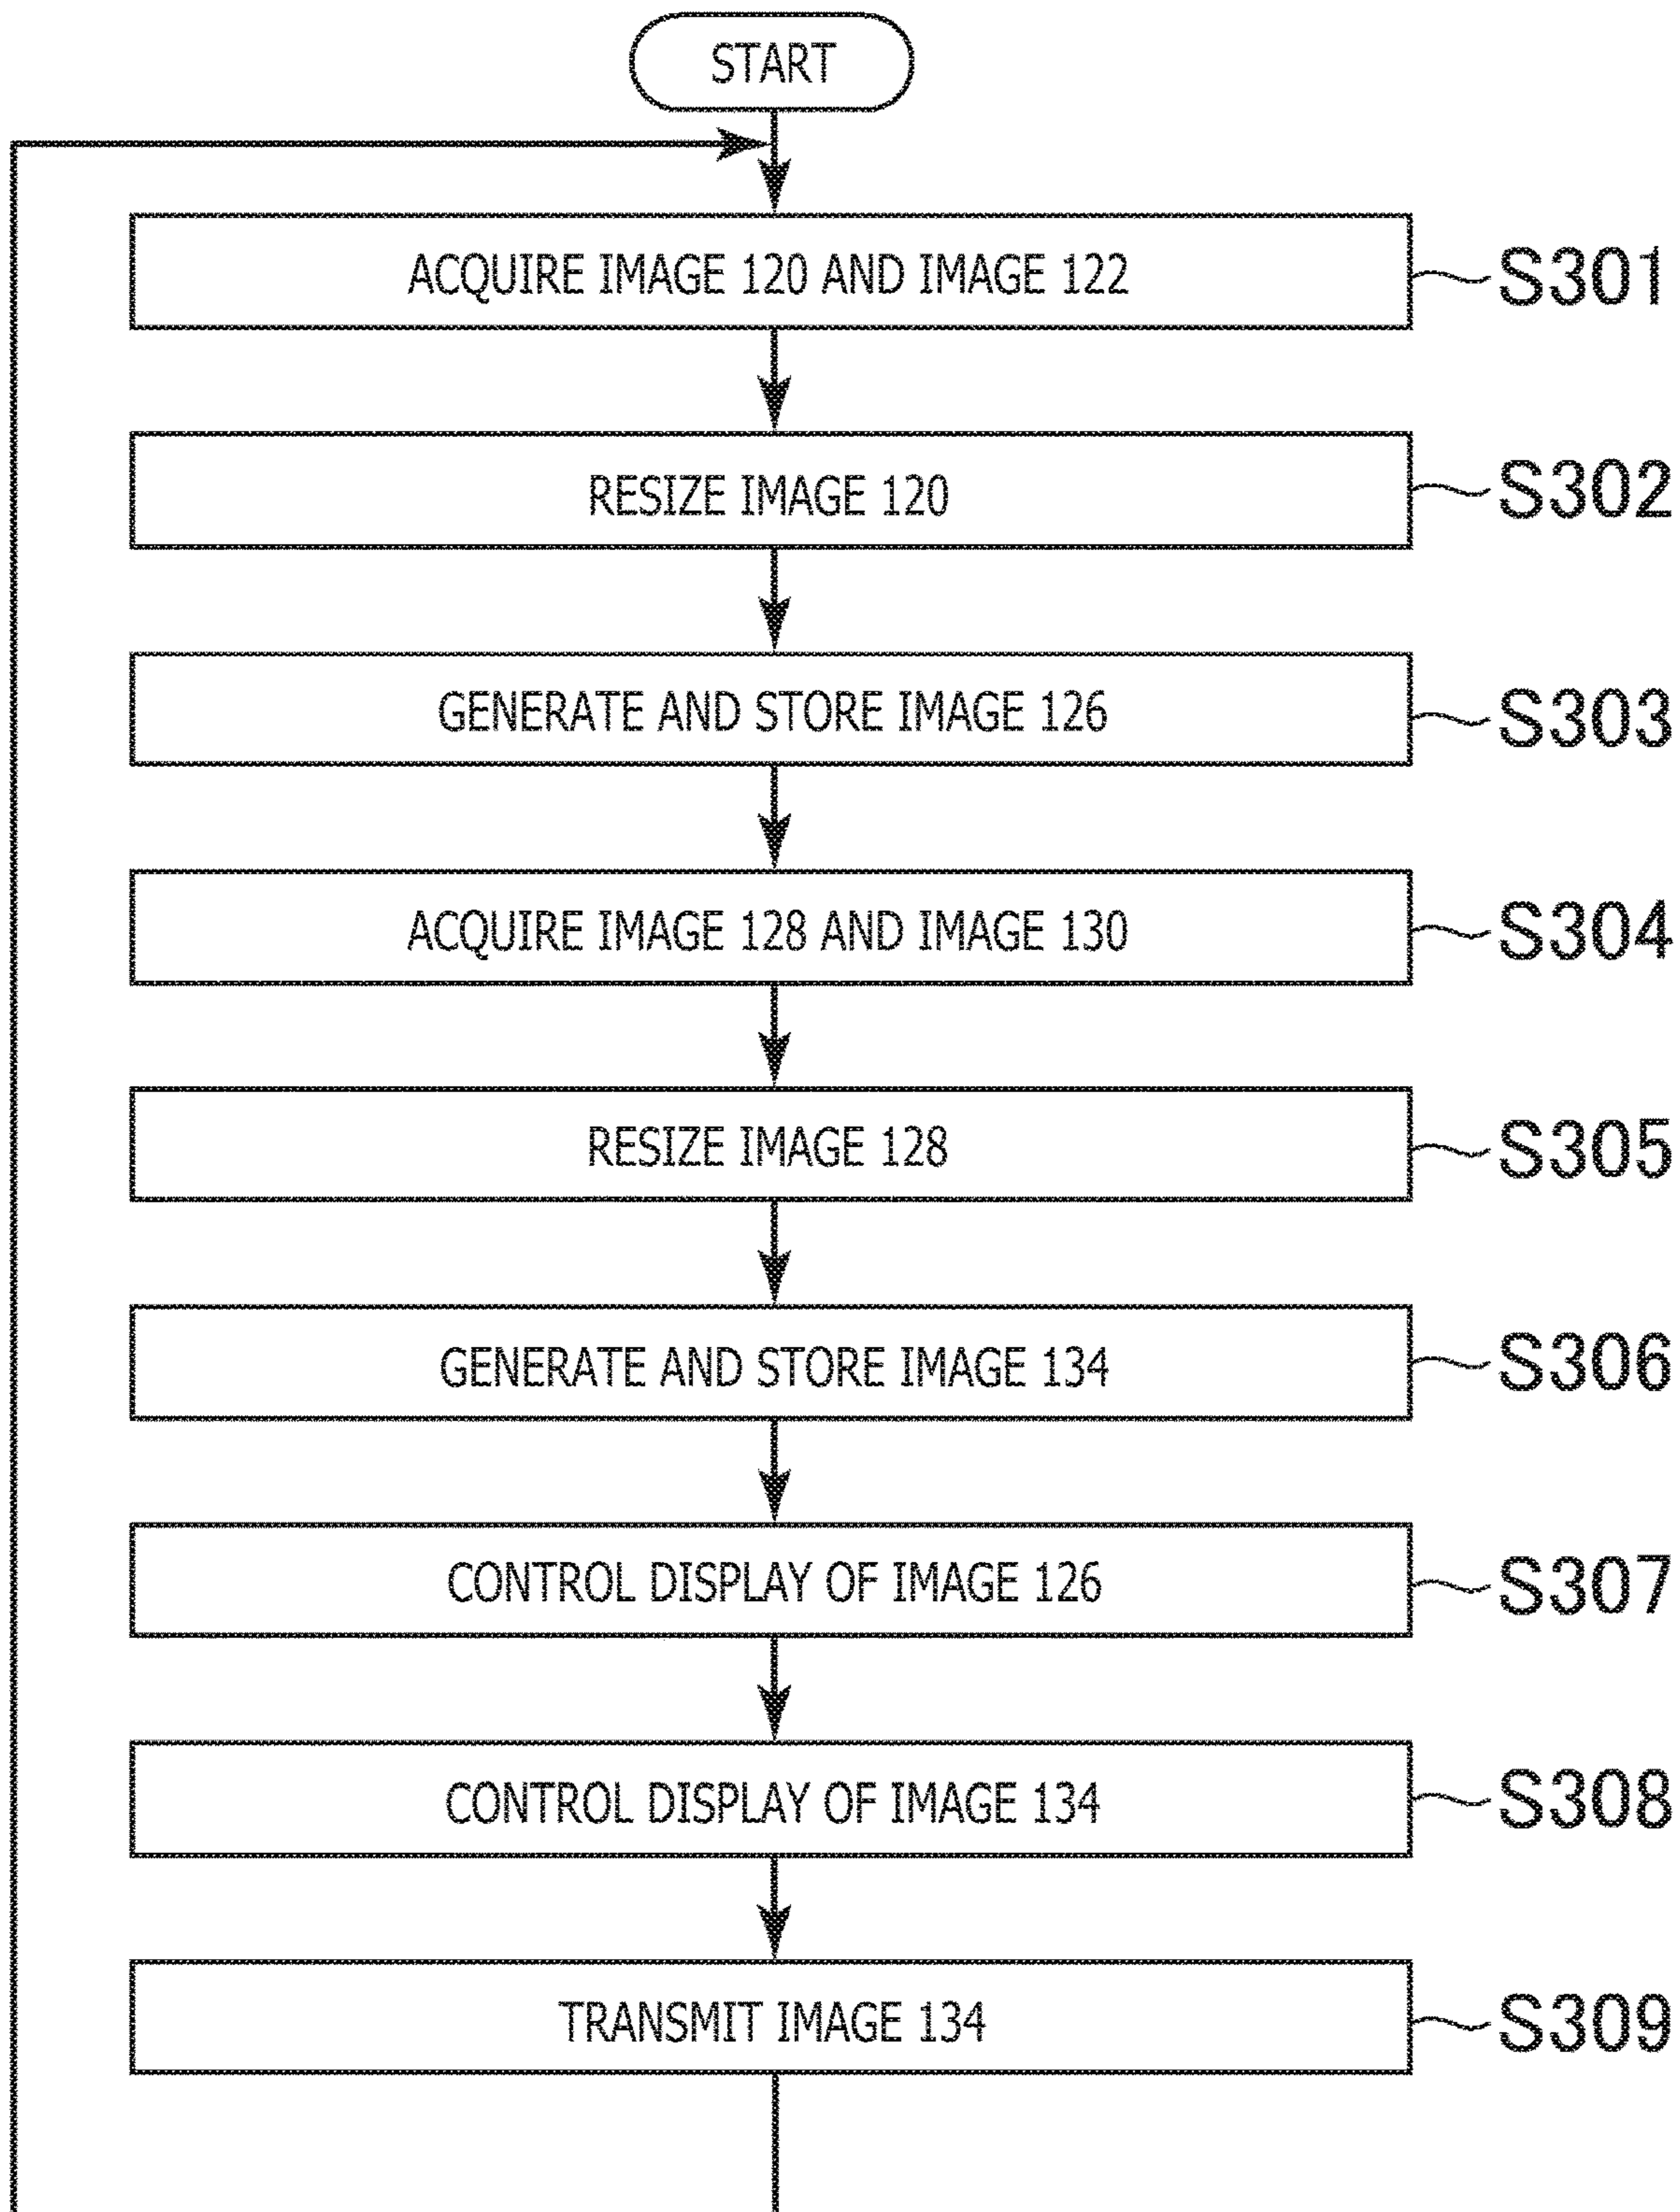 START
ACQUIRE IMAGE 120 AND IMAGE 122
S301
RESIZE IMAGE 120
S302
GENERATE AND STORE IMAGE 126
S303
ACQUIRE IMAGE 128 AND IMAGE 130
S304
RESIZE IMAGE 128
S305
GENERATE AND STORE IMAGE 134
S306
CONTROL DISPLAY OF IMAGE 126
S307
CONTROL DISPLAY OF IMAGE 134
S308
TRANSMIT IMAGE 134
S309